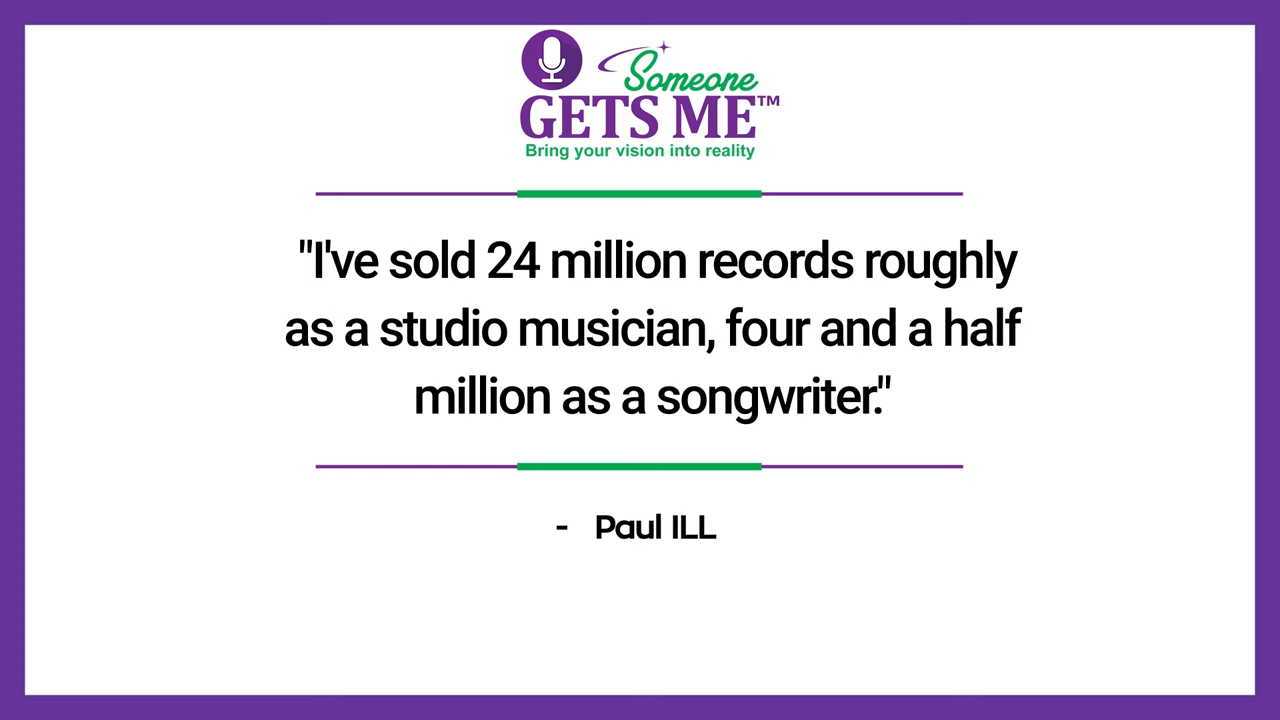 Someone
GETS ME™
Bring your vision into reality
"I've sold 24 million records roughly
as a studio musician, four and a half
million as a songwriter."
- Paul ILL